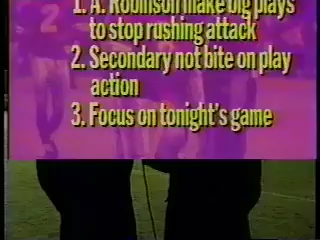 1. A. Robinson make big plays
to stop rushing attack
2. Secondary not bite on play
action
3. Focus on tonight's game
2